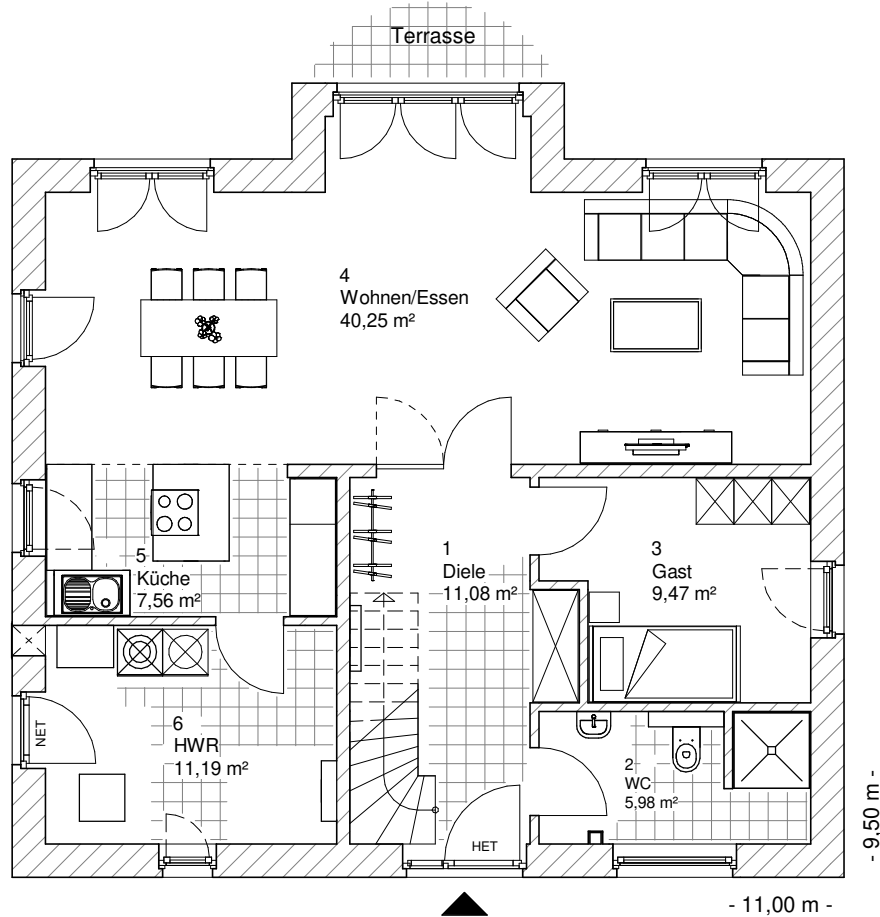 Terrasse
4
Wohnen/Essen
40,25 m²
5
Küche
7,56 m²
1
Diele
11,08 m²
3
Gast
9,47 m²
6
HWR
11,19 m²
NET
2
WC
5,98 m²
HET
- 9,50 m -
- 11,00 m -